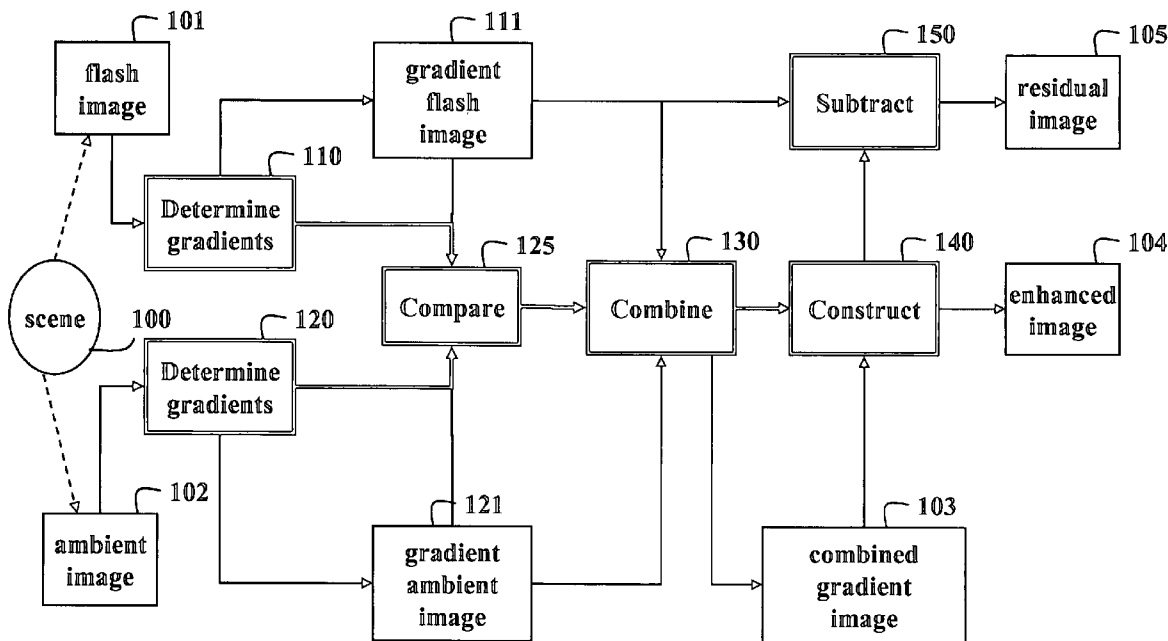 101
flash
image
111
gradient
flash
image
150
Subtract
105
residual
image
110
Determine
gradients
125
Compare
130
Combine
140
Construct
104
enhanced
image
scene
100
120
Determine
gradients
102
ambient
image
121
gradient
ambient
image
103
combined
gradient
image